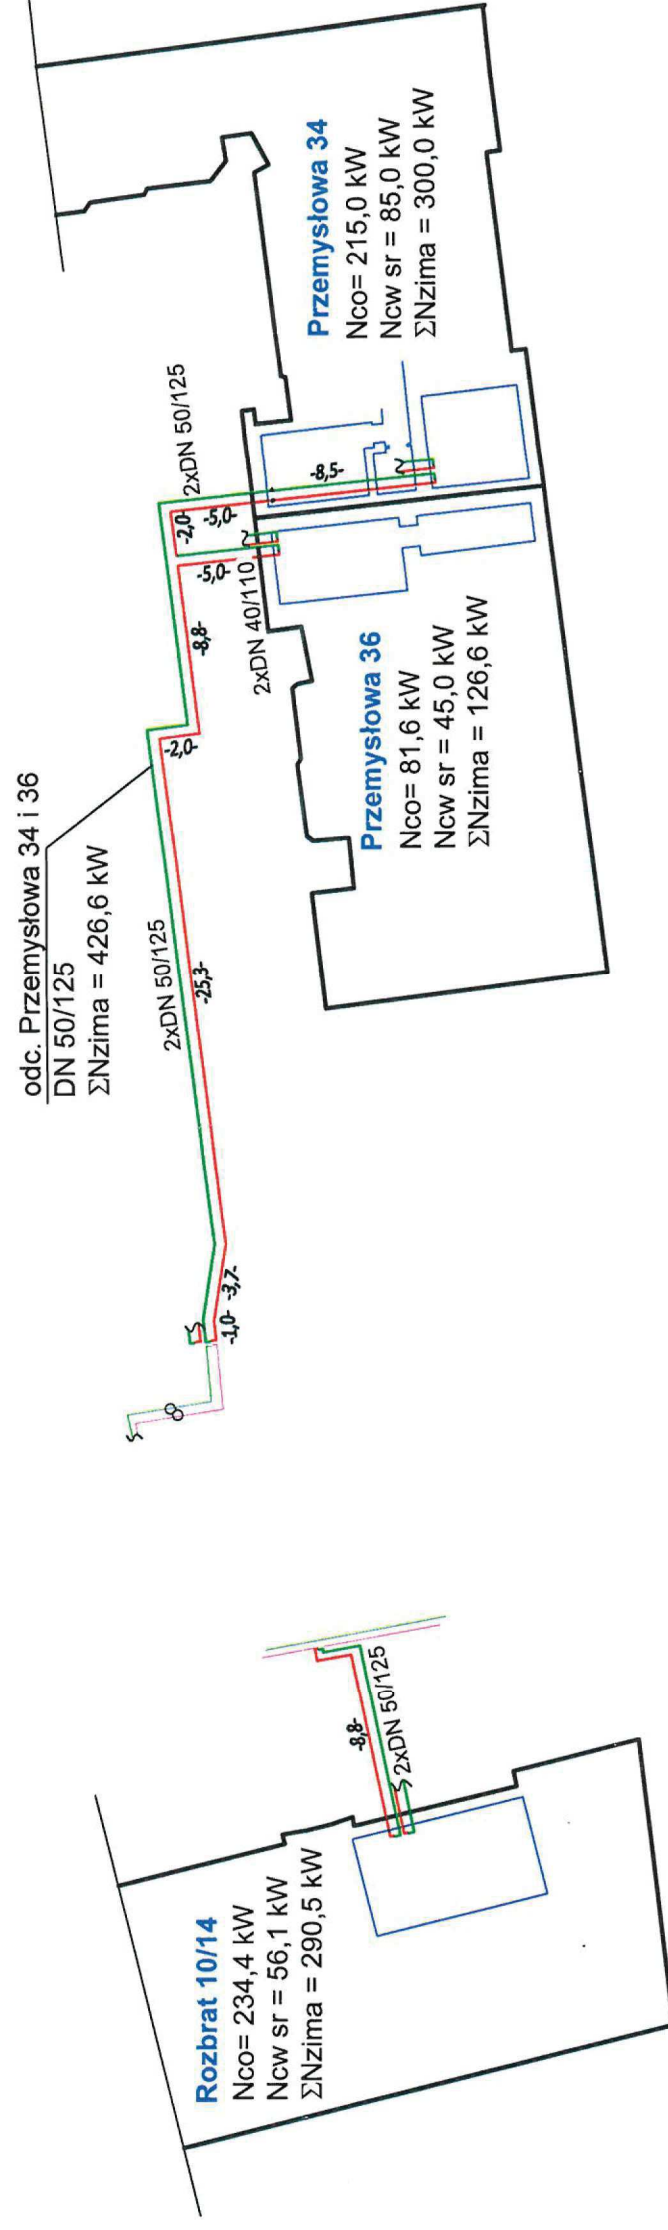 odc. Przemysłowa 34 i 36
DN 50/125
ΣNzima = 426,6 kW
Przemysłowa 34
Nco= 215,0 kW
Ncw sr = 85,0 kW
ΣNzima = 300,0 kW
Przemysłowa 36
Nco= 81,6 kW
Ncw sr = 45,0 kW
ΣNzima = 126,6 kW
Rozbrat 10/14
Nco= 234,4 kW
Ncw sr = 56,1 kW
ΣNzima = 290,5 kW
2xDN 50/125
-8,8-
-1,0-
-3,7-
-25,3-
2xDN 50/125
-2,0-
-8,8-
-5,0-
2xDN 40/110
-2,0-
-5,0-
2xDN 50/125
-8,5-